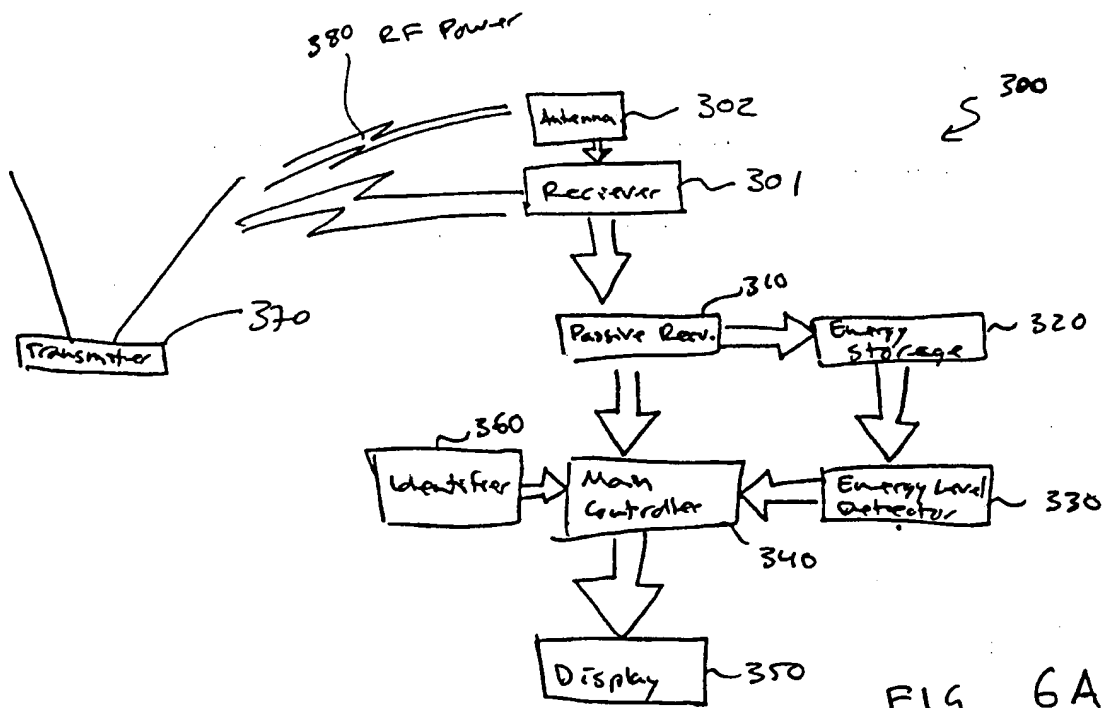 380 RF Power
300
Antenna
302
Reciever
301
310
Passive Recv.
Energy
Storage
320
370
Transmitter
360
Identifier
Main
Controller
340
Energy Level
Detector
330
Display
350
FIG 6A